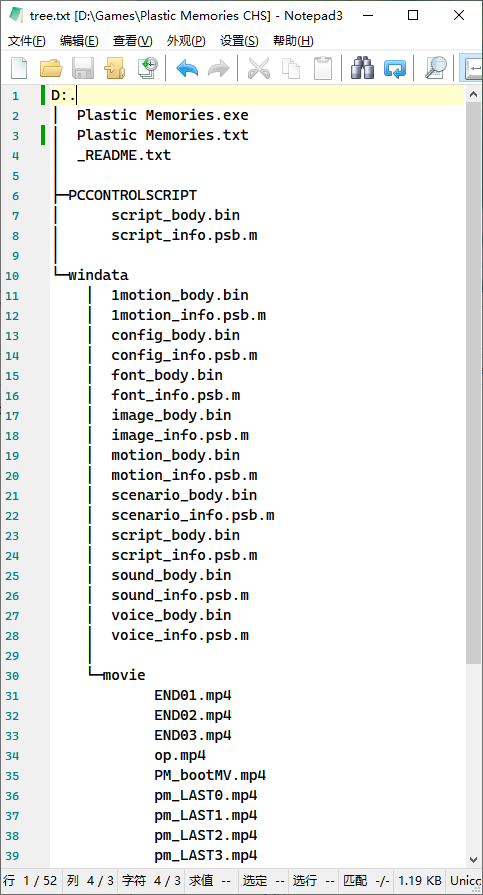 tree.txt [D:\Games\Plastic Memories CHS] - Notepad3
文件(F) 编辑(E) 查看(V) 外观(P) 设置(S) 帮助(H)
1 D:.
2 │ Plastic Memories.exe
3 │ Plastic Memories.txt
4 │ _README.txt
5 │
6 ├─PCCONTROLSCRIPT
7 │ script_body.bin
8 │ script_info.psb.m
9 │
10 └─windata
11 │ 1motion_body.bin
12 │ 1motion_info.psb.m
13 │ config_body.bin
14 │ config_info.psb.m
15 │ font_body.bin
16 │ font_info.psb.m
17 │ image_body.bin
18 │ image_info.psb.m
19 │ motion_body.bin
20 │ motion_info.psb.m
21 │ scenario_body.bin
22 │ scenario_info.psb.m
23 │ script_body.bin
24 │ script_info.psb.m
25 │ sound_body.bin
26 │ sound_info.psb.m
27 │ voice_body.bin
28 │ voice_info.psb.m
29 │
30 └─movie
31 END01.mp4
32 END02.mp4
33 END03.mp4
34 op.mp4
35 PM_bootMV.mp4
36 pm_LAST0.mp4
37 pm_LAST1.mp4
38 pm_LAST2.mp4
39 pm_LAST3.mp4
行 1 / 52 列 4 / 3 字符 4 / 3 求值 -- 选定 -- 选行 -- 匹配 -/- 1.19 KB Unico